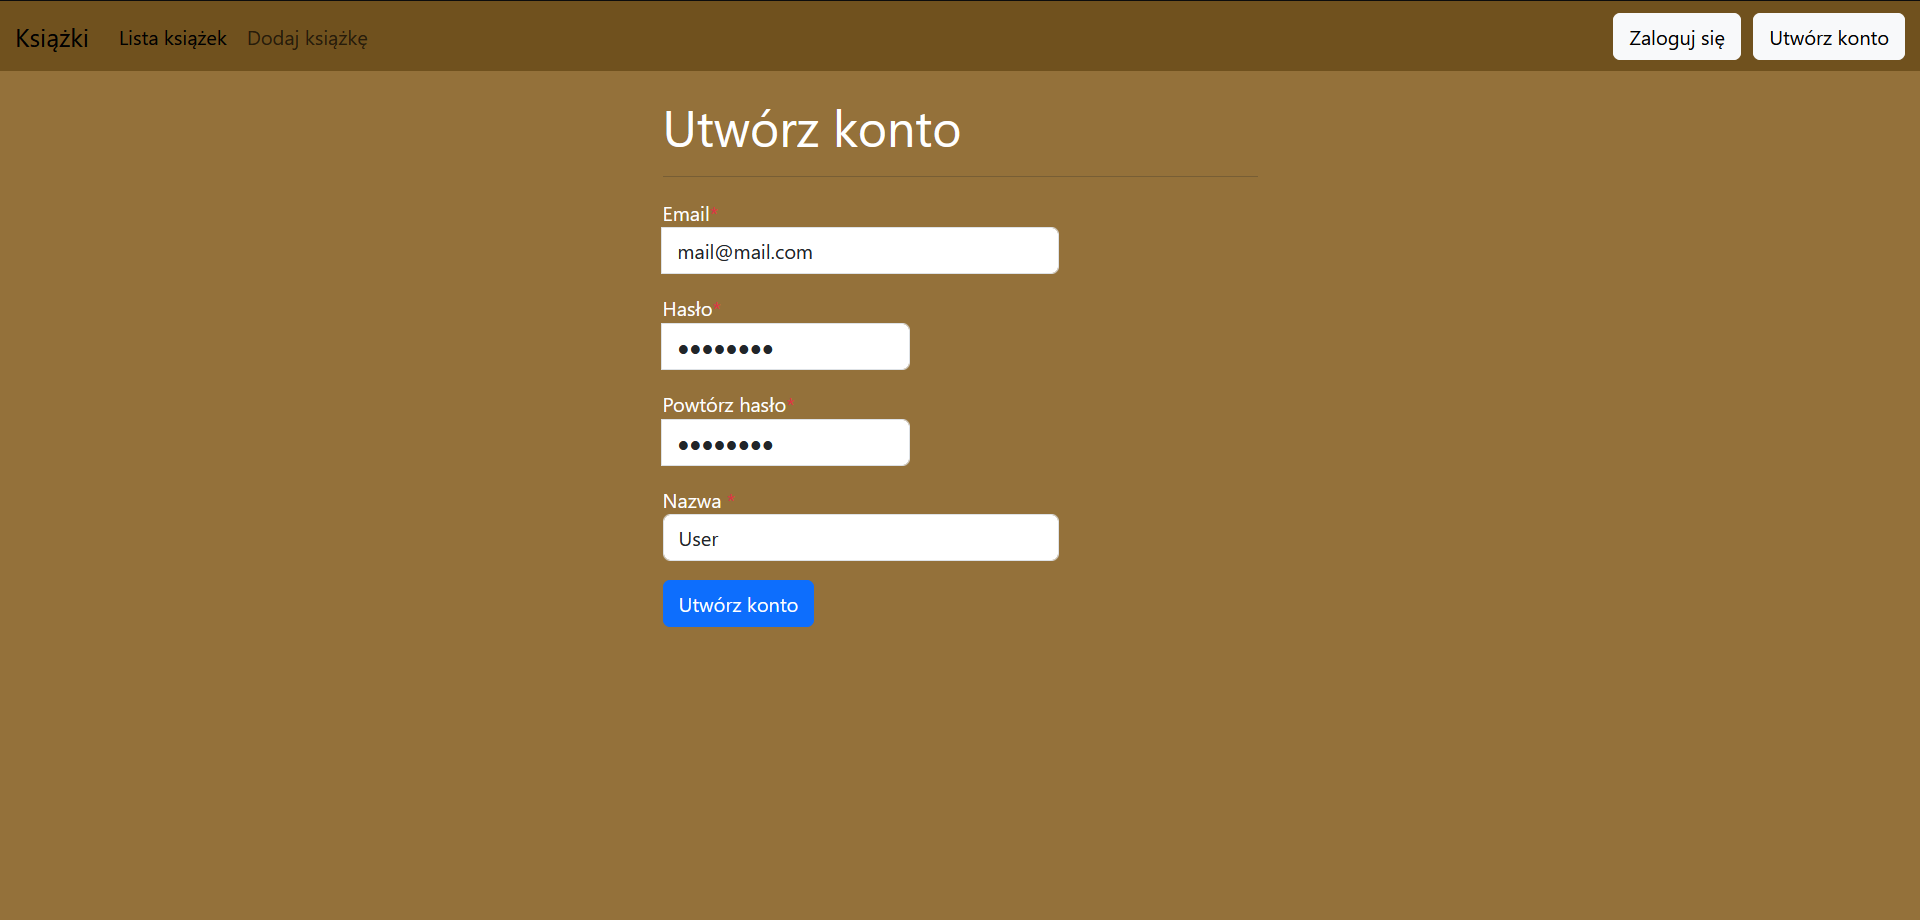 Książki Lista książek Dodaj książkę Zaloguj się Utwórz konto
Utwórz konto
Email*
mail@mail.com
Hasło*
●●●●●●●●
Powtórz hasło*
●●●●●●●●
Nazwa *
User
Utwórz konto